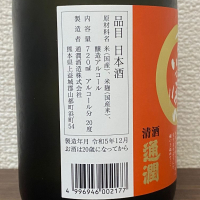 品目 日本酒
原材料名 米(国産)、米麹(国産米)、
醸造アルコール
内容量 720ml アルコール分 20度
製造者 通潤酒造株式会社
熊本県上益城郡山都町浜町54
製造年月 令和5年12月
お酒は20歳になってから
4 996946 002177
清酒
通潤